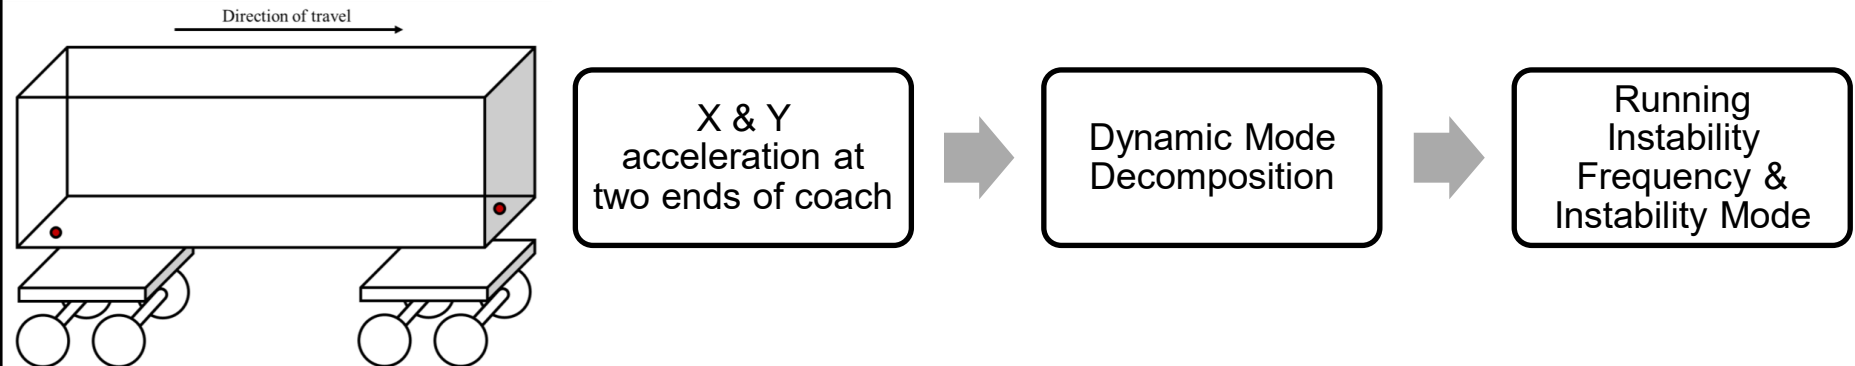 Direction of travel
X & Y
acceleration at
two ends of coach
Dynamic Mode
Decomposition
Running
Instability
Frequency &
Instability Mode